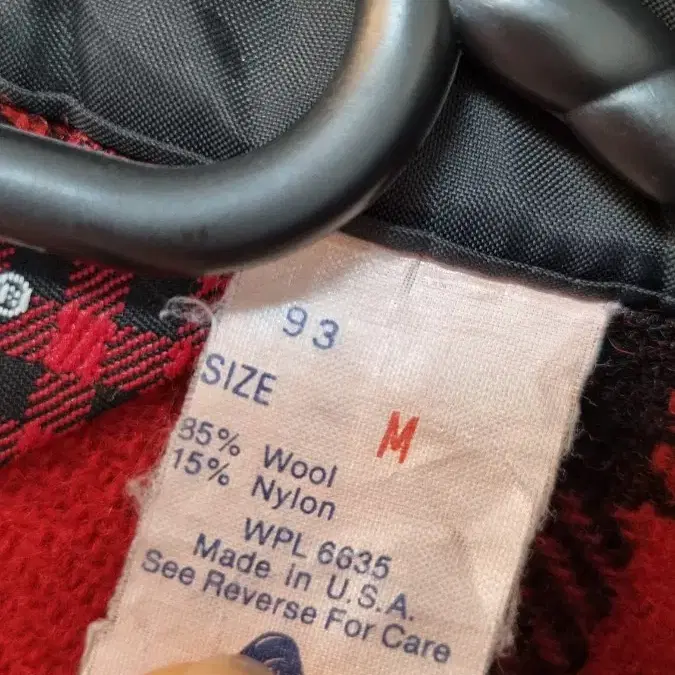 ®
93
SIZE
M
85% Wool
15% Nylon
WPL 6635
Made in U.S.A.
See Reverse For Care